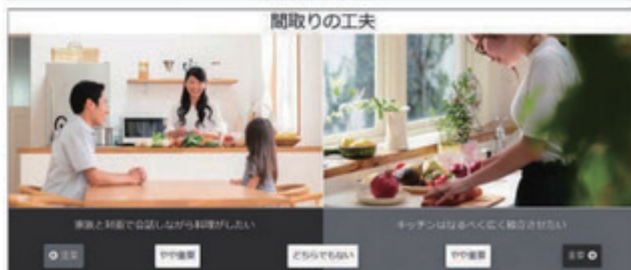 間取りの工夫
家族と対面で会話しながら料理がしたい
キッチンはなるべく広く独立させたい
重要
やや重要
どちらでもない
やや重要
重要